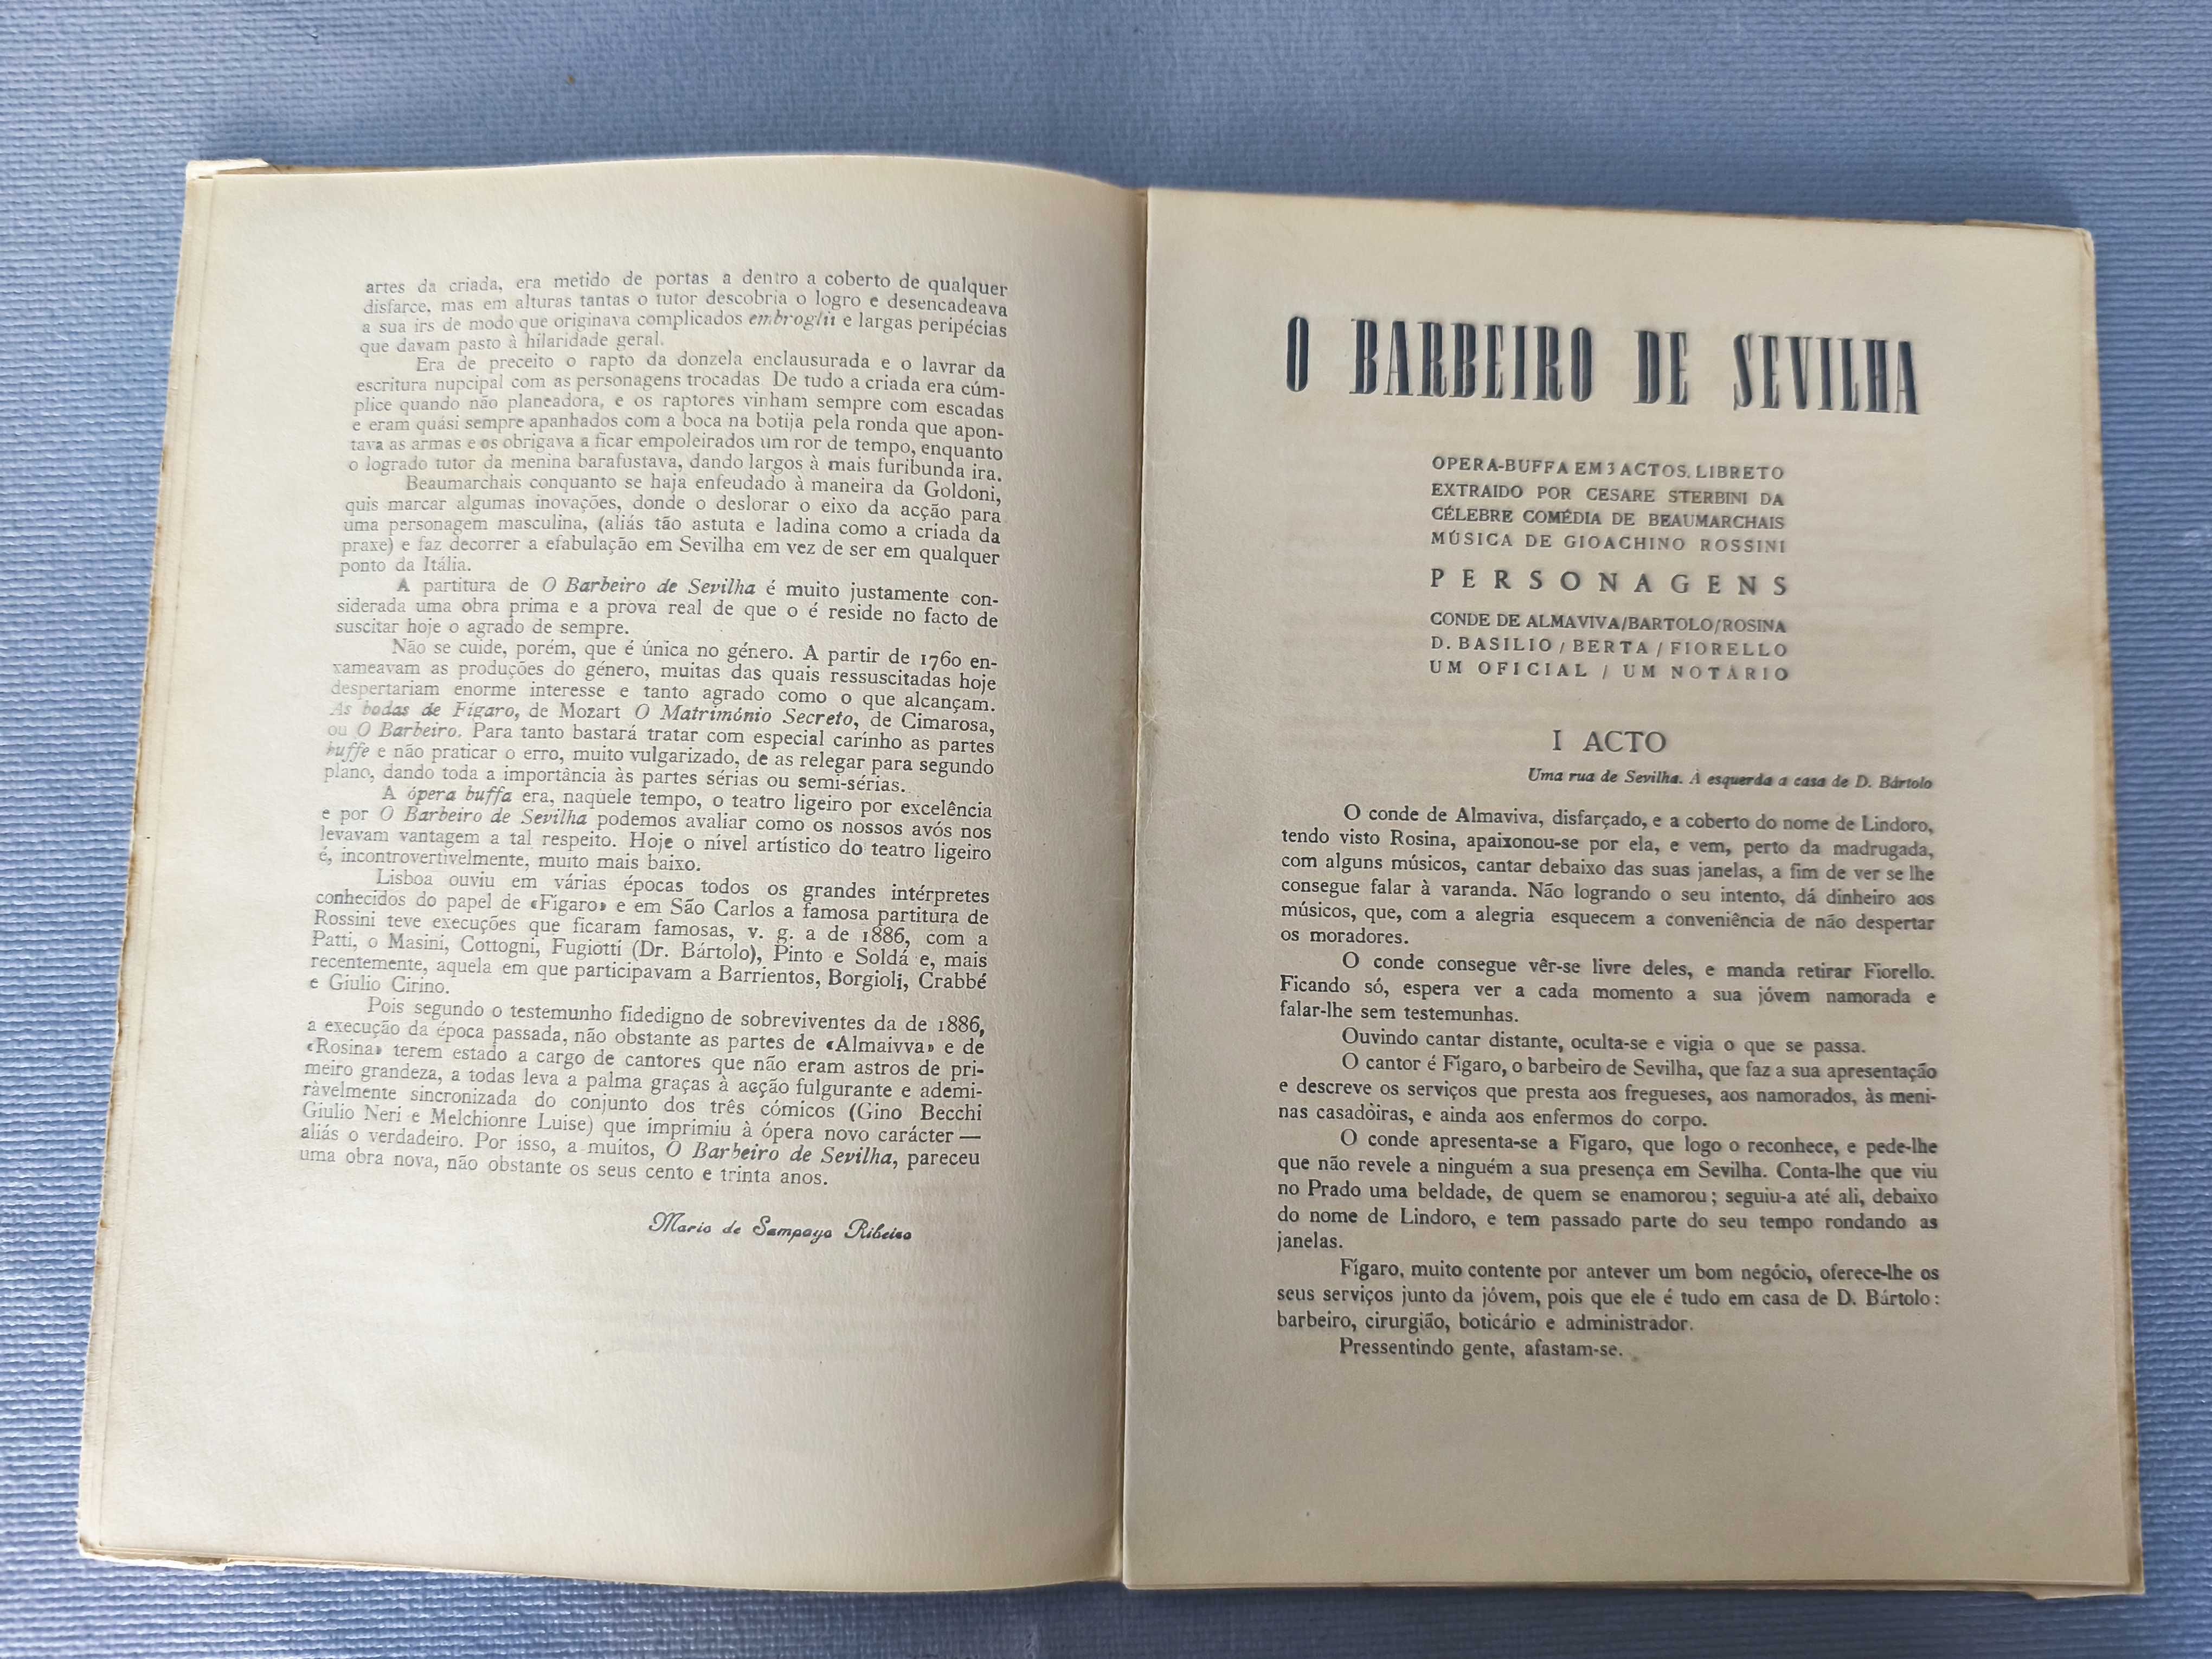 artes da criada, era metido de portas a dentro a coberto de qualquer
disfarce, mas em alturas tantas o tutor descobria o logro e desencadeava
a sua irs de modo que originava complicados embroglii e largas peripécias
que davam pasto à hilaridade geral.
Era de preceito o rapto da donzela enclausurada e o lavrar da
escritura nupcipal com as personagens trocadas De tudo a criada era cúm-
plice quando não planeadora, e os raptores vinham sempre com escadas
e eram quási sempre apanhados com a boca na botija pela ronda que apon-
tava as armas e os obrigava a ficar empoleirados um ror de tempo, enquanto
o logrado tutor da menina barafustava, dando largos à mais furibunda ira.
Beaumarchais conquanto se haja enfeudado à maneira da Goldoni,
quis marcar algumas inovações, donde o deslorar o eixo da acção para
uma personagem masculina, (aliás tão astuta e ladina como a criada da
praxe) e faz decorrer a efabulação em Sevilha em vez de ser em qualquer
ponto da Itália.
A partitura de O Barbeiro de Sevilha é muito justamente con-
siderada uma obra prima e a prova real de que o é reside no facto de
suscitar hoje o agrado de sempre.
Não se cuide, porém, que é única no género. A partir de 1760 en-
xameavam as produções do género, muitas das quais ressuscitadas hoje
despertariam enorme interesse e tanto agrado como o que alcançam.
As bodas de Fígaro, de Mozart O Matrimónio Secreto, de Cimarosa,
ou O Barbeiro. Para tanto bastará tratar com especial carinho as partes
buffe e não praticar o erro, muito vulgarizado, de as relegar para segundo
plano, dando toda a importância às partes sérias ou semi-sérias.
A ópera buffa era, naquele tempo, o teatro ligeiro por excelência
e por O Barbeiro de Sevilha podemos avaliar como os nossos avós nos
levavam vantagem a tal respeito. Hoje o nível artístico do teatro ligeiro
é, incontrovertivelmente, muito mais baixo.
Lisboa ouviu em várias épocas todos os grandes intérpretes
conhecidos do papel de «Fígaro» e em São Carlos a famosa partitura de
Rossini teve execuções que ficaram famosas, v. g. a de 1886, com a
Patti, o Masini, Cottogni, Fugiotti (Dr. Bártolo), Pinto e Soldá e, mais
recentemente, aquela em que participavam a Barrientos, Borgioli, Crabbé
e Giulio Cirino.
Pois segundo o testemunho fidedigno de sobreviventes da de 1886,
a execução da época passada, não obstante as partes de «Almaivva» e de
«Rosina» terem estado a cargo de cantores que não eram astros de pri-
meiro grandeza, a todas leva a palma graças à acção fulgurante e ademi-
ràvelmente sincronizada do conjunto dos três cómicos (Gino Becchi
Giulio Neri e Melchionre Luise) que imprimiu à ópera novo carácter —
aliás o verdadeiro. Por isso, a muitos, O Barbeiro de Sevilha, pareceu
uma obra nova, não obstante os seus cento e trinta anos.
Mario de Sampayo Ribeiro
O BARBEIRO DE SEVILHA
OPERA-BUFFA EM 3 ACTOS. LIBRETO
EXTRAIDO POR CESARE STERBINI DA
CÉLEBRE COMÉDIA DE BEAUMARCHAIS
MÚSICA DE GIOACHINO ROSSINI
PERSONAGENS
CONDE DE ALMAVIVA/BARTOLO/ROSINA
D. BASILIO / BERTA / FIORELLO
UM OFICIAL / UM NOTÁRIO
I ACTO
Uma rua de Sevilha. À esquerda a casa de D. Bártolo
O conde de Almaviva, disfarçado, e a coberto do nome de Lindoro,
tendo visto Rosina, apaixonou-se por ela, e vem, perto da madrugada,
com alguns músicos, cantar debaixo das suas janelas, a fim de ver se lhe
consegue falar à varanda. Não logrando o seu intento, dá dinheiro aos
músicos, que, com a alegria esquecem a conveniência de não despertar
os moradores.
O conde consegue vêr-se livre deles, e manda retirar Fiorello.
Ficando só, espera ver a cada momento a sua jóvem namorada e
falar-lhe sem testemunhas.
Ouvindo cantar distante, oculta-se e vigia o que se passa.
O cantor é Fígaro, o barbeiro de Sevilha, que faz a sua apresentação
e descreve os serviços que presta aos fregueses, aos namorados, às meni-
nas casadôiras, e ainda aos enfermos do corpo.
O conde apresenta-se a Fígaro, que logo o reconhece, e pede-lhe
que não revele a ninguém a sua presença em Sevilha. Conta-lhe que viu
no Prado uma beldade, de quem se enamorou; seguiu-a até ali, debaixo
do nome de Lindoro, e tem passado parte do seu tempo rondando as
janelas.
Fígaro, muito contente por antever um bom negócio, oferece-lhe os
seus serviços junto da jóvem, pois que ele é tudo em casa de D. Bártolo:
barbeiro, cirurgião, boticário e administrador.
Pressentindo gente, afastam-se.